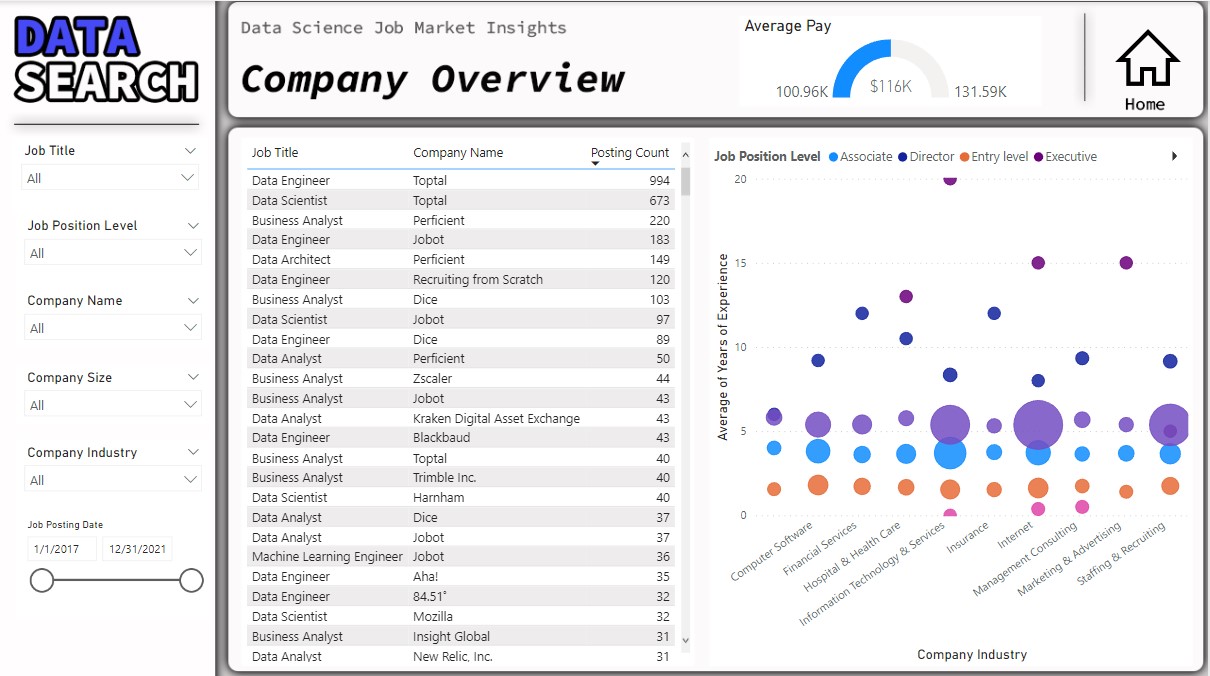 DATA
SEARCH
Data Science Job Market Insights
Company Overview
Average Pay
100.96K
$116K
131.59K
Home
Job Title
All
Job Position Level
All
Company Name
All
Company Size
All
Company Industry
All
Job Posting Date
1/1/2017 12/31/2021
Job Title Company Name Posting Count
Data Engineer Toptal 994
Data Scientist Toptal 673
Business Analyst Perficient 220
Data Engineer Jobot 183
Data Architect Perficient 149
Data Engineer Recruiting from Scratch 120
Business Analyst Dice 103
Data Scientist Jobot 97
Data Engineer Dice 89
Data Analyst Perficient 50
Business Analyst Zscaler 44
Business Analyst Jobot 43
Data Analyst Kraken Digital Asset Exchange 43
Data Engineer Blackbaud 43
Business Analyst Toptal 40
Business Analyst Trimble Inc. 40
Data Scientist Harnham 40
Data Analyst Dice 37
Data Analyst Jobot 37
Machine Learning Engineer Jobot 36
Data Engineer Aha! 35
Data Engineer 84.51° 32
Data Scientist Mozilla 32
Business Analyst Insight Global 31
Data Analyst New Relic, Inc. 31
Job Position Level Associate Director Entry level Executive
Average of Years of Experience
20
15
10
5
0
Computer Software
Financial Services
Hospital & Health Care
Information Technology & Services
Insurance
Internet
Management Consulting
Marketing & Advertising
Staffing & Recruiting
Company Industry